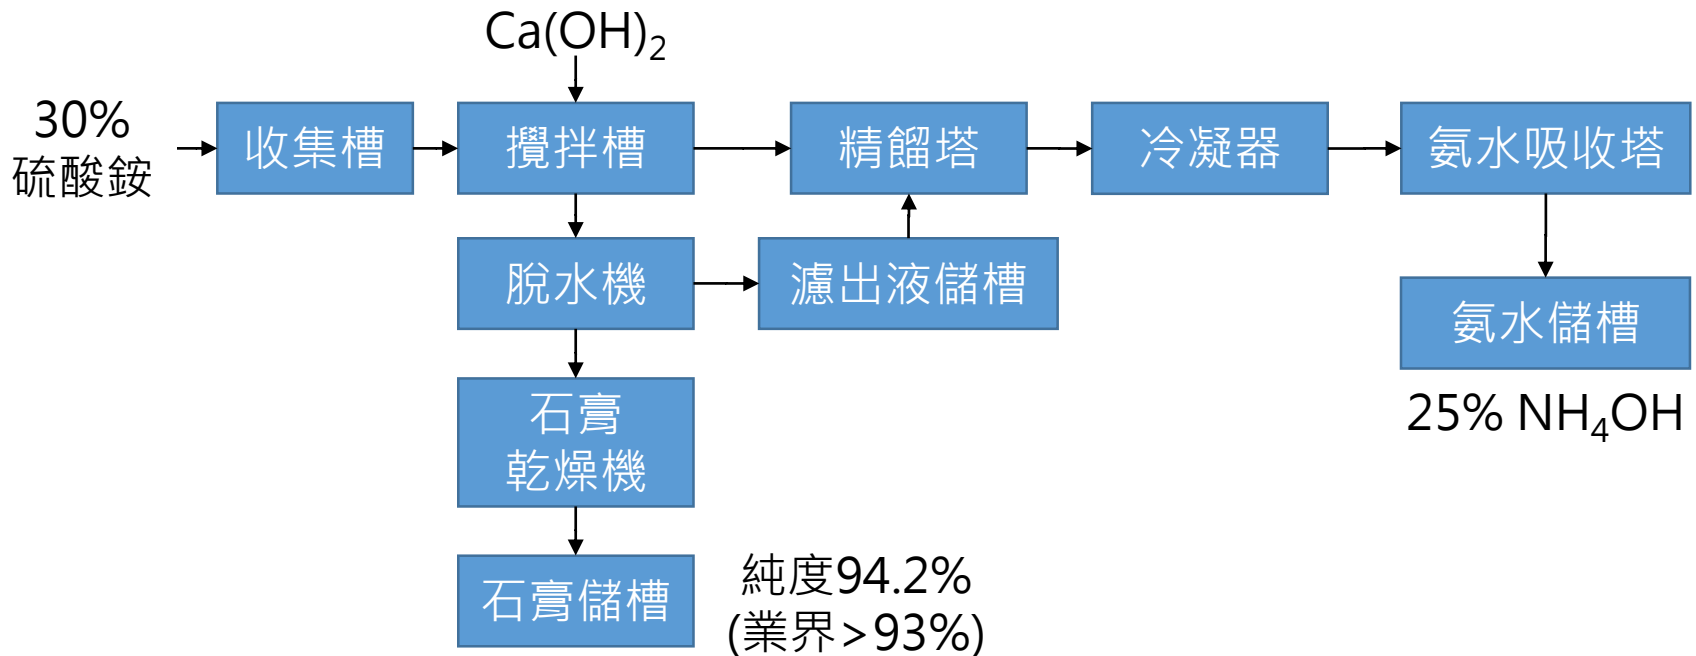 Ca(OH)₂
30%
硫酸銨
收集槽
攪拌槽
精餾塔
冷凝器
氨水吸收塔
脫水機
濾出液儲槽
氨水儲槽
25% NH₄OH
石膏
乾燥機
石膏儲槽
純度94.2%
(業界>93%)